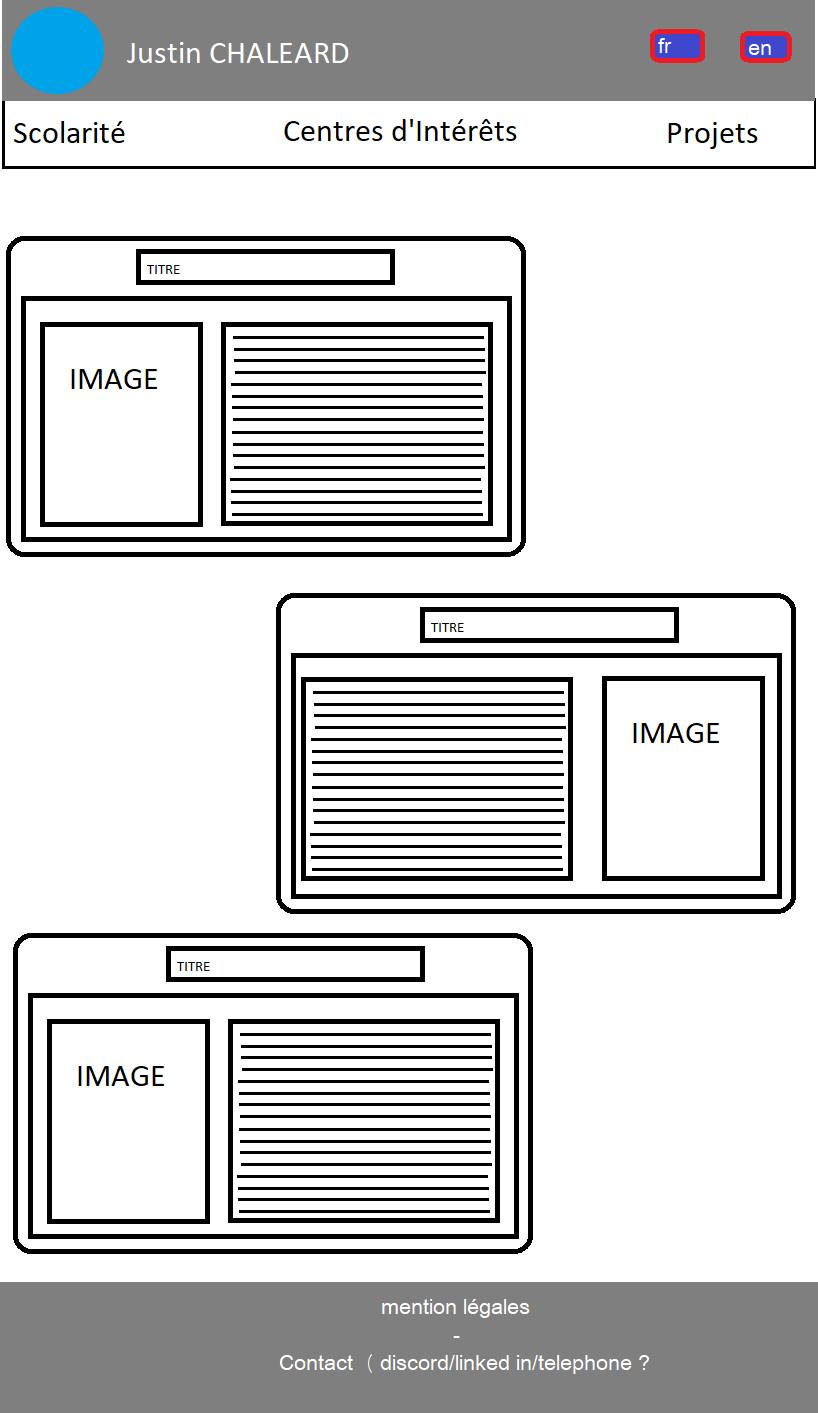 Justin CHALEARD
fr
en
Scolarité
Centres d'Intérêts
Projets
TITRE
IMAGE
TITRE
IMAGE
TITRE
IMAGE
mention légales
-
Contact ( discord/linked in/telephone ?